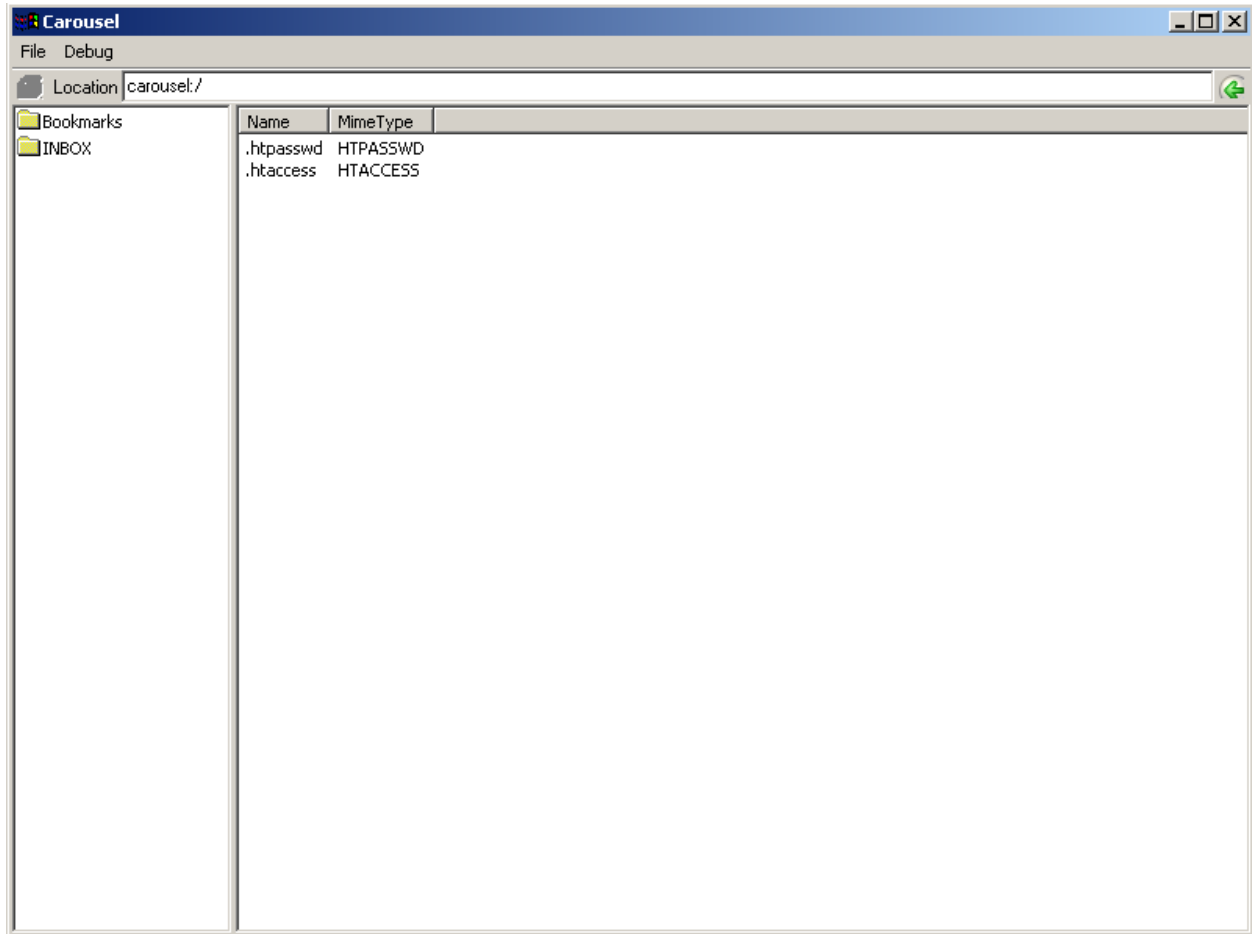 Carousel
File Debug
Location carousel:/
Bookmarks
INBOX
Name MimeType
.htpasswd HTPASSWD
.htaccess HTACCESS